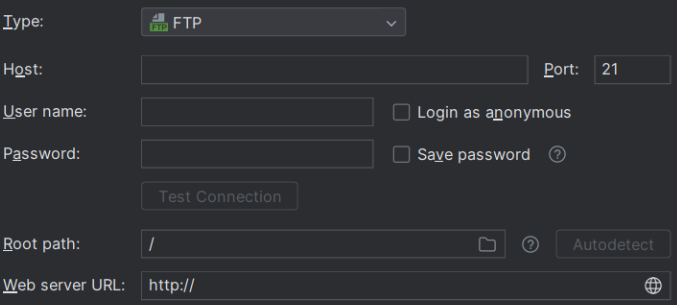 Type: FTP FTP
Host: Port: 21
User name: Login as anonymous
Password: Save password ?
Test Connection
Root path: / ? Autodetect
Web server URL: http://